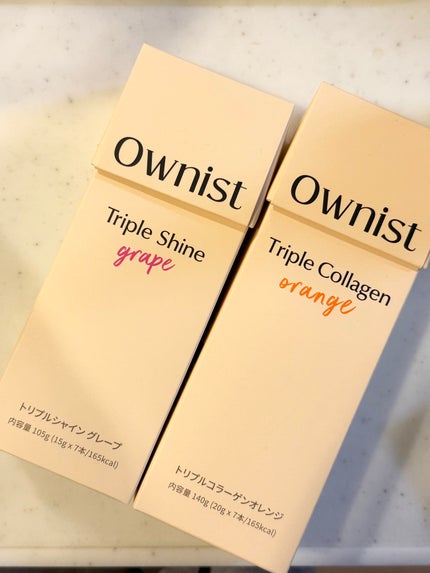 Ownist
Triple Shine
grape
トリプルシャイン グレープ
内容量 105g (15g x 7本/165kcal)
Ownist
Triple Collagen
orange
トリプルコラーゲンオレンジ
内容量 140g (20g x 7本/165kcal)